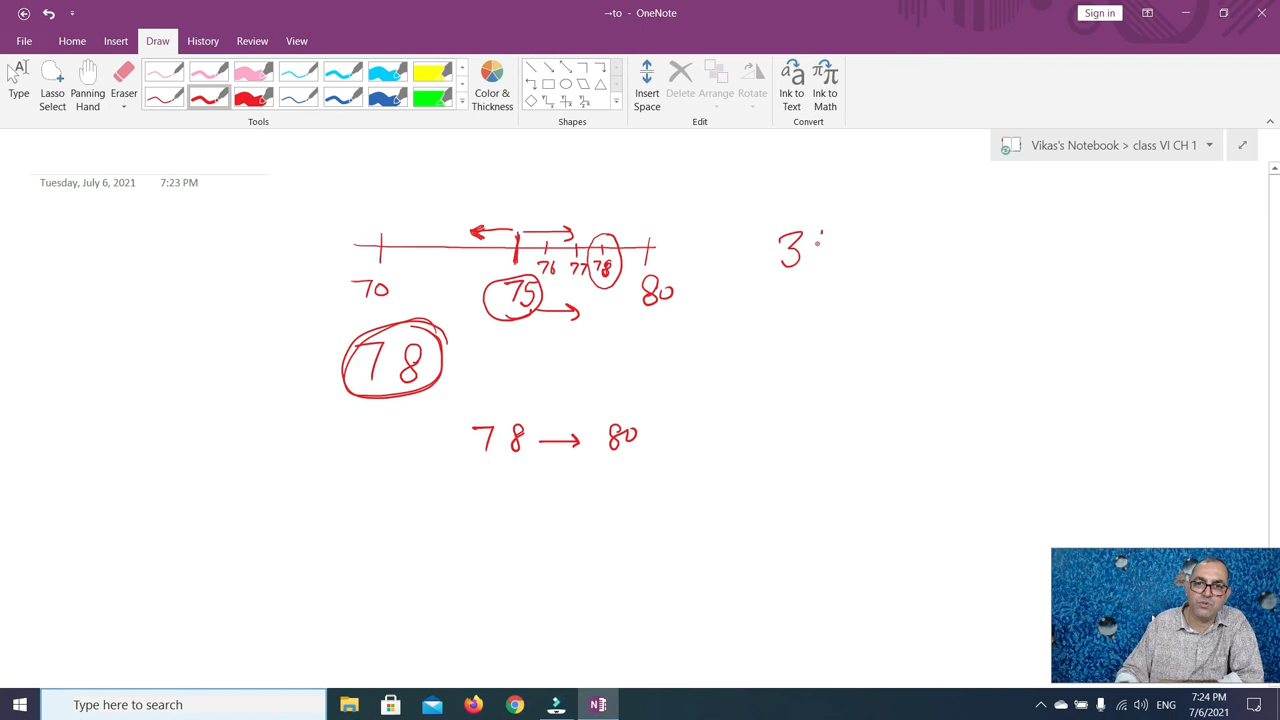 →to - OneNote
Sign in
File Home Insert Draw History Review View
Type
Lasso Select
Panning Hand
Eraser
Color & Thickness
Insert Space
Delete
Arrange
Rotate
Ink to Text
Ink to Math
Tools
Shapes
Edit
Convert
Vikas's Notebook > class VI CH 1
Tuesday, July 6, 2021 7:23 PM
76 77 78
70 75 80
78
78 → 80
3
Type here to search
ENG
7:24 PM
7/6/2021